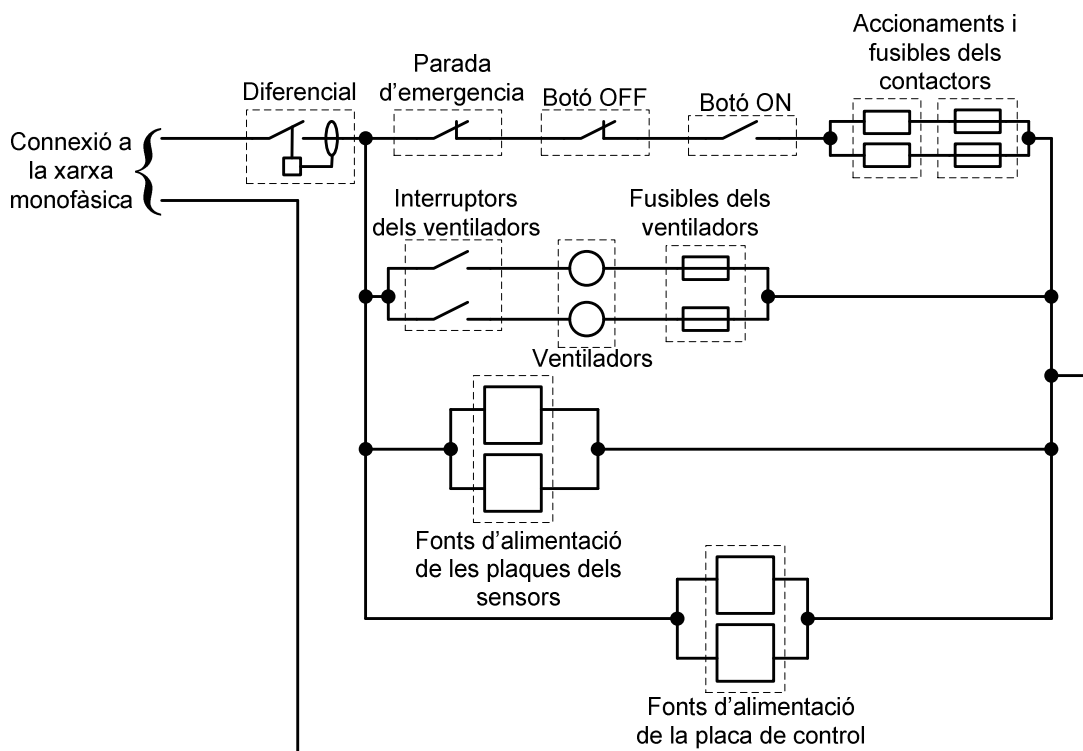 Accionaments i
fusibles dels
contactors
Parada
d'emergencia
Diferencial
Botó OFF
Botó ON
Connexió a
la xarxa
monofàsica
Interruptors
dels ventiladors
Fusibles dels
ventiladors
Ventiladors
Fonts d'alimentació
de les plaques dels
sensors
Fonts d'alimentació
de la placa de control